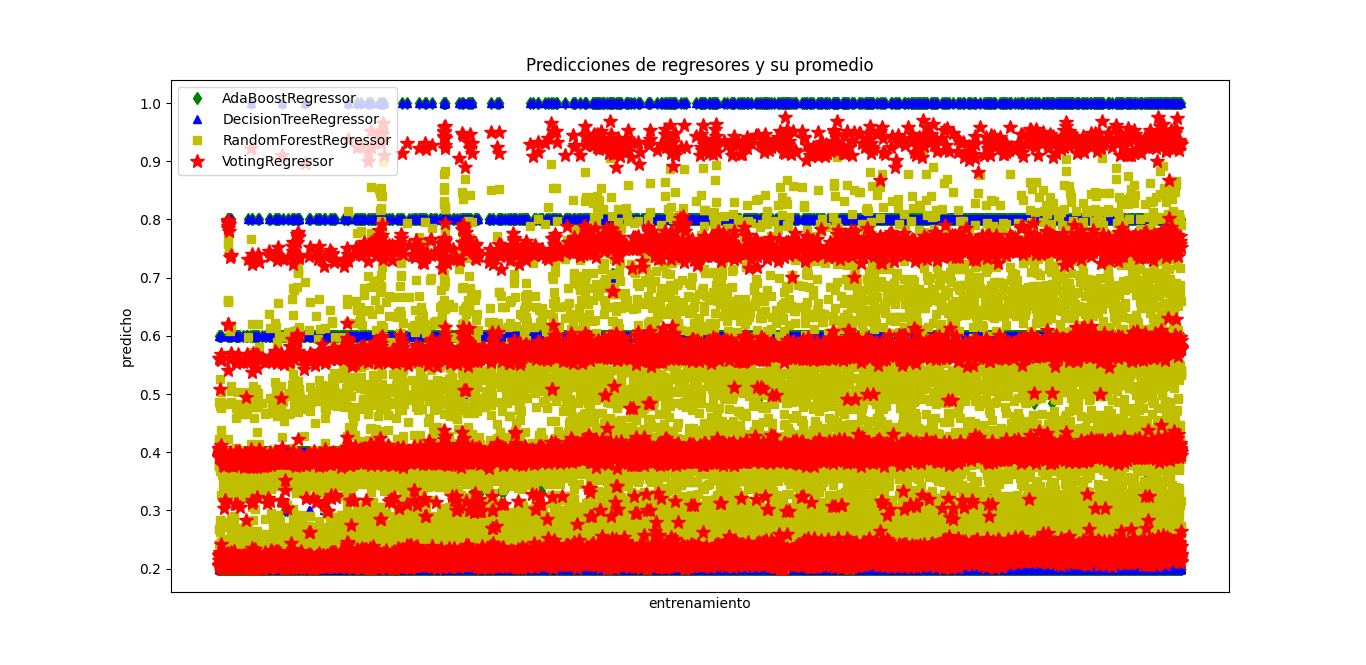 Predicciones de regresores y su promedio
AdaBoostRegressor
DecisionTreeRegressor
RandomForestRegressor
VotingRegressor
1.0
0.9
0.8
0.7
0.6
0.5
0.4
0.3
0.2
predicho
entrenamiento